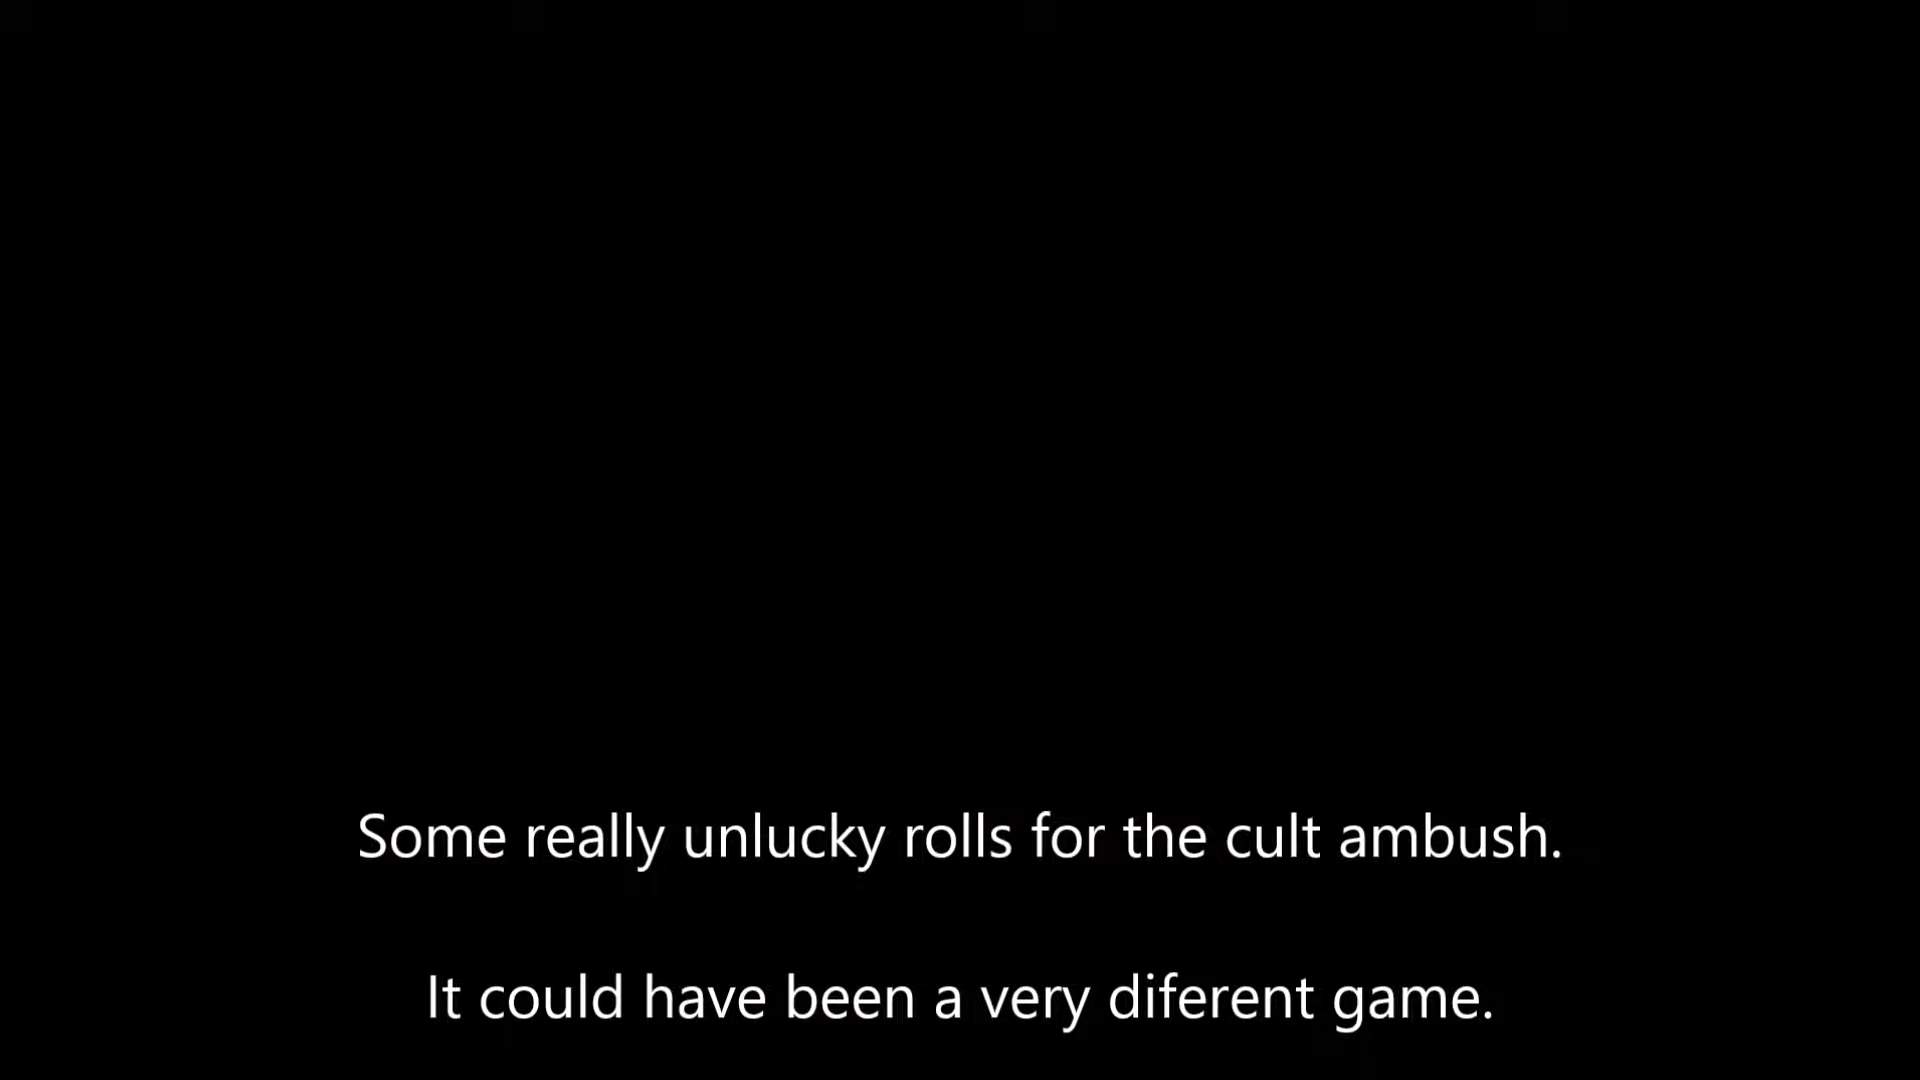 Some really unlucky rolls for the cult ambush.
It could have been a very diferent game.